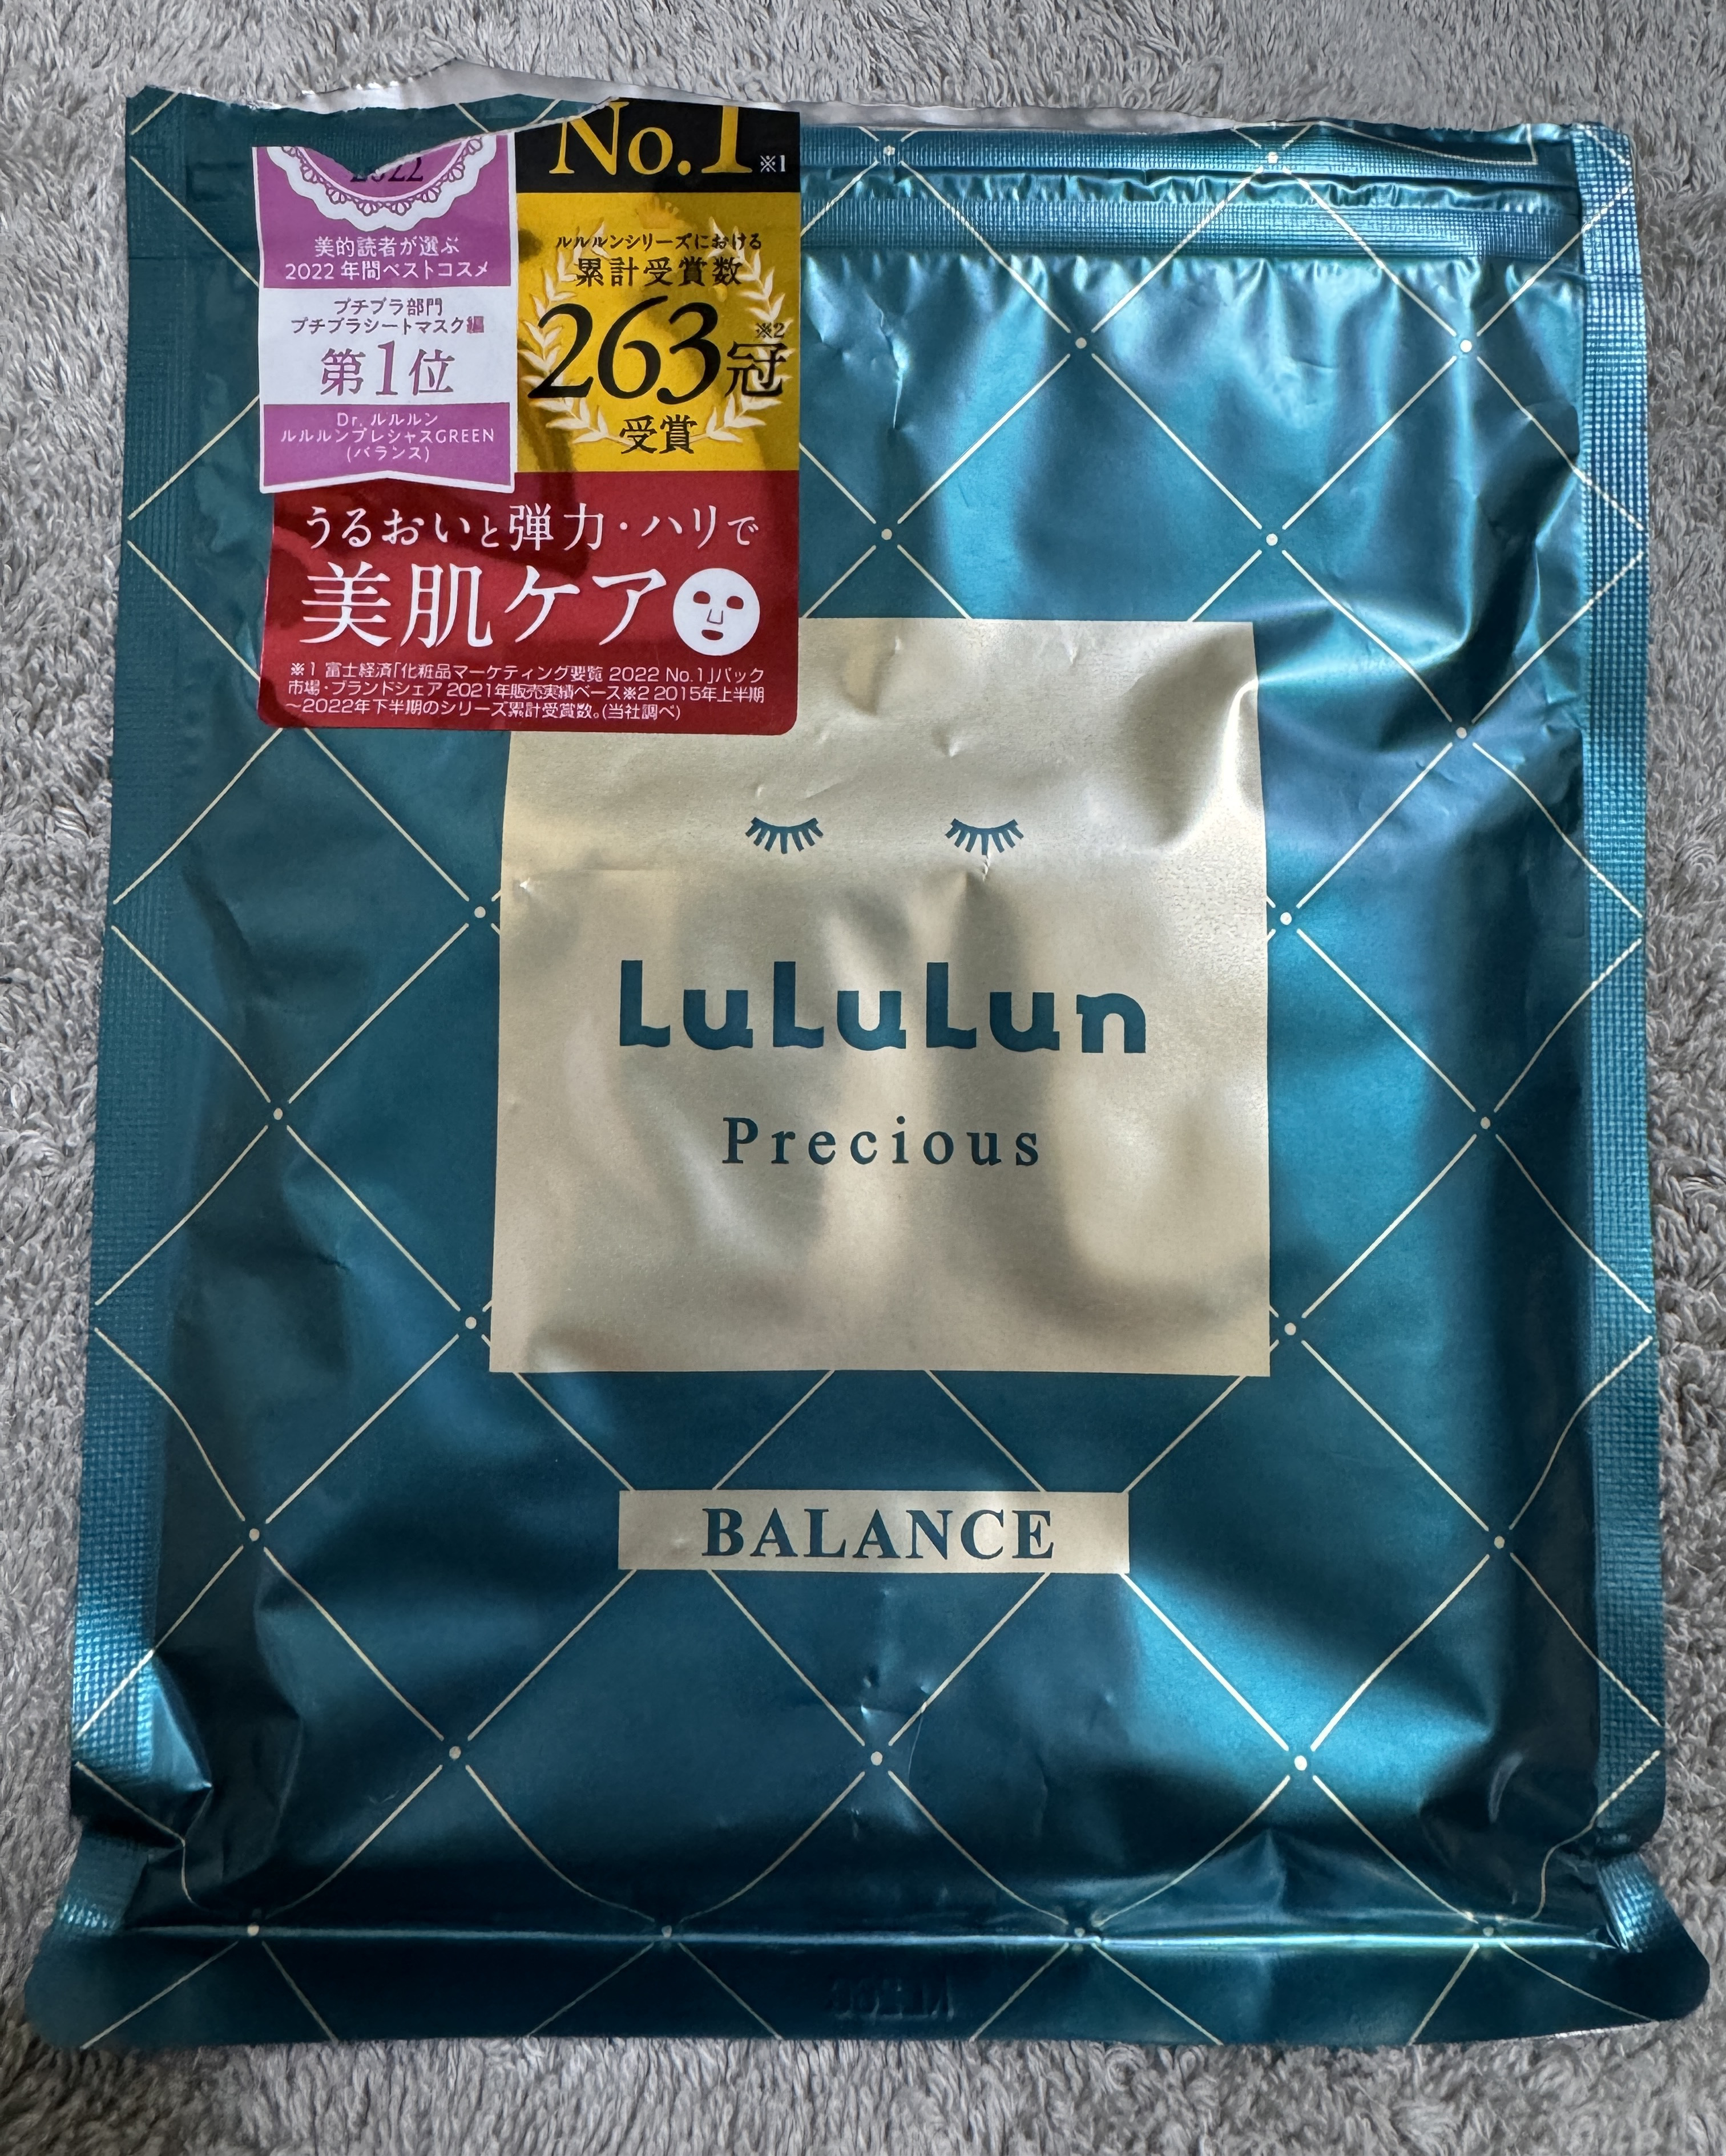 2022
美的読者が選ぶ
2022年間ベストコスメ
プチプラ部門
プチプラシートマスク編
第1位
Dr. ルルルン
ルルルンプレシャスGREEN
(バランス)
No.1※1
ルルルンシリーズにおける
累計受賞数
263冠※2
受賞
うるおいと弾力・ハリで
美肌ケア
※1 富士経済「化粧品マーケティング要覧 2022 No.1」パック
市場・ブランドシェア 2021年販売実績ベース※2 2015年上半期
～2022年下半期のシリーズ累計受賞数。(当社調べ)
LuLuLun
Precious
BALANCE